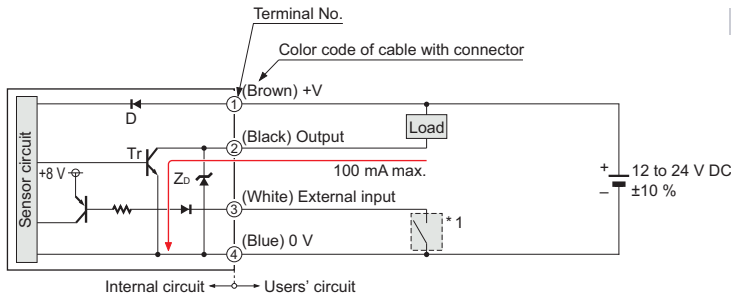 Terminal No.
Color code of cable with connector
(Brown) +V
1
D
Load
(Black) Output
2
Tr
100 mA max.
+8 V
ZD
Sensor circuit
+
12 to 24 V DC
–
±10 %
(White) External input
3
* 1
(Blue) 0 V
4
Internal circuit
Users' circuit